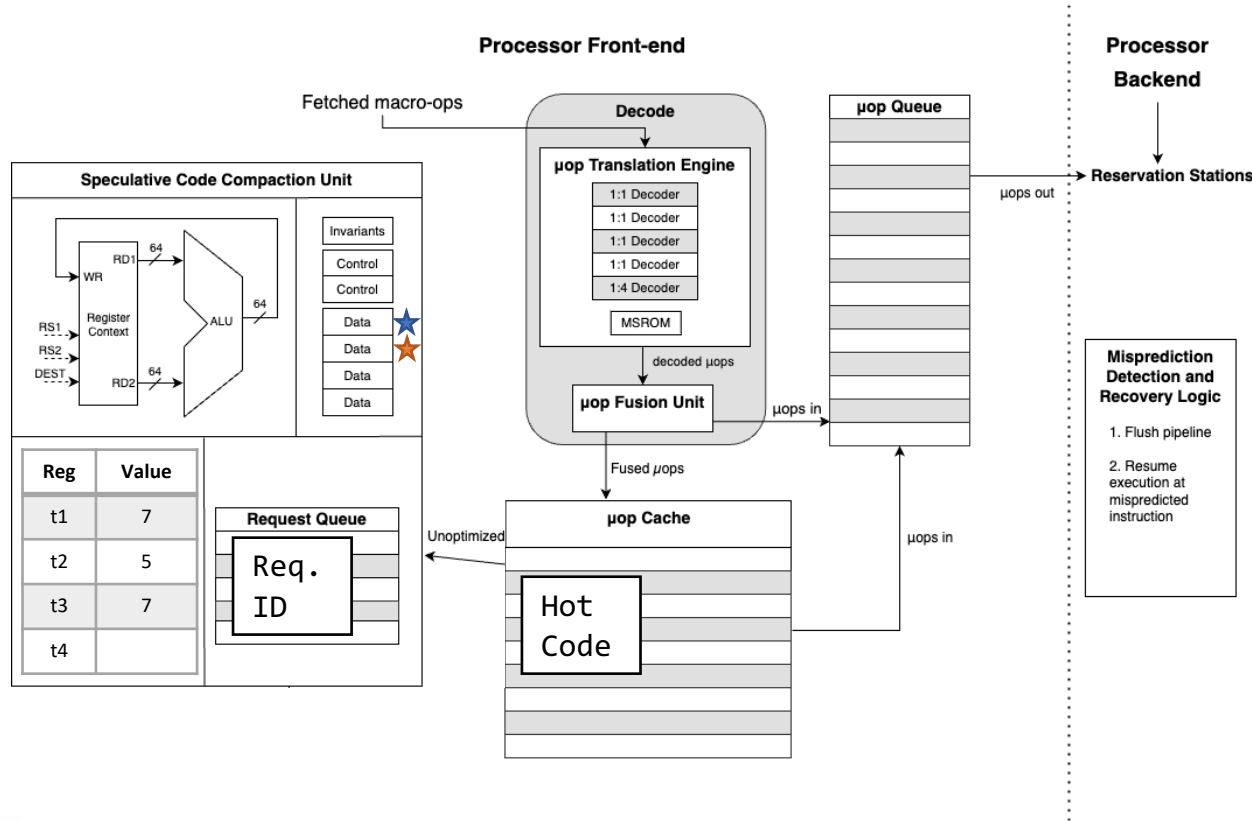 Processor Front-end
Processor
Backend
Fetched macro-ops
Decode
µop Queue
µop Translation Engine
1:1 Decoder
1:1 Decoder
1:1 Decoder
1:1 Decoder
1:4 Decoder
MSROM
decoded µops
µop Fusion Unit
µops in
Fused µops
µops out
Reservation Stations
Speculative Code Compaction Unit
WR
RD1
64
Register
Context
RS1
RS2
DEST
RD2
64
ALU
64
Invariants
Control
Control
Data
Data
Data
Data
Reg Value
t1 7
t2 5
t3 7
t4
Request Queue
Req.
ID
Unoptimized
µop Cache
Hot
Code
µops in
Misprediction
Detection and
Recovery Logic
1. Flush pipeline
2. Resume
execution at
mispredicted
instruction